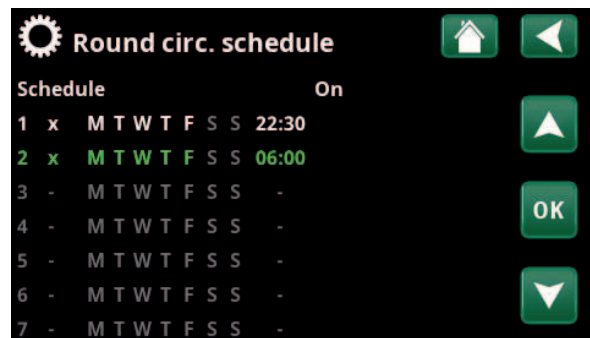 Round circ. schedule
Schedule On
1 x M T W T F S S 22:30
2 x M T W T F S S 06:00
3 - M T W T F S S -
4 - M T W T F S S -
OK
5 - M T W T F S S -
6 - M T W T F S S -
7 - M T W T F S S -